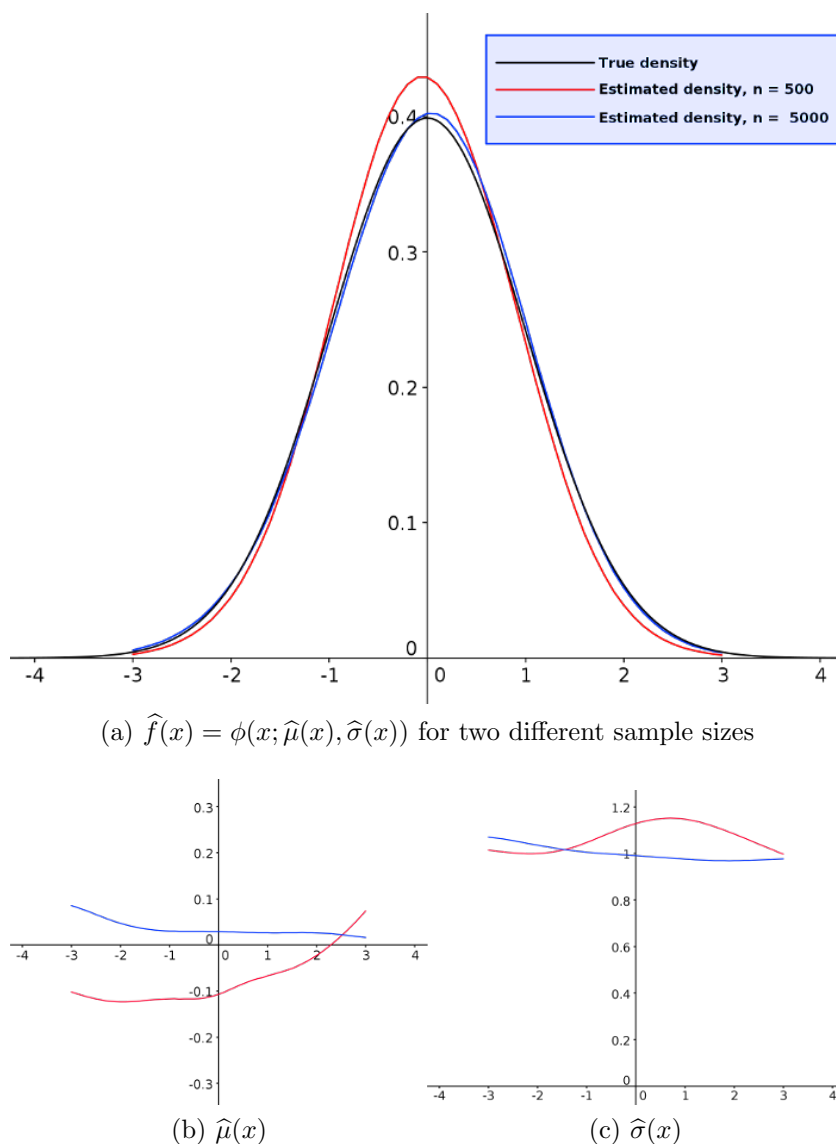 True density
Estimated density, n = 500
Estimated density, n = 5000
0.4
0.3
0.2
0.1
0
-4 -3 -2 -1 0 1 2 3 4
(a) f̂(x) = ϕ(x; μ̂(x), σ̂(x)) for two different sample sizes
0.3
0.2
0.1
0
-4 -3 -2 -1 0 1 2 3 4
-0.1
-0.2
-0.3
(b) μ̂(x)
1.2
1
0.8
0.6
0.4
0.2
0
-4 -3 -2 -1 0 1 2 3 4
(c) σ̂(x)